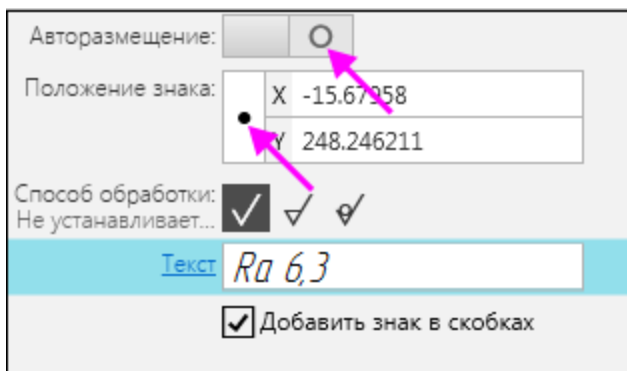 Авторазмещение:
Положение знака: X -15.67958
Y 248.246211
Способ обработки:
Не устанавливает...
Текст Ra 6,3
Добавить знак в скобках